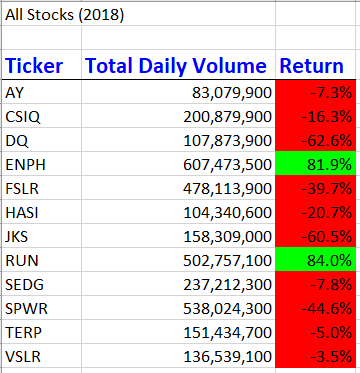 All Stocks (2018)
Ticker Total Daily Volume Return
AY 83,079,900 -7.3%
CSIQ 200,879,900 -16.3%
DQ 107,873,900 -62.6%
ENPH 607,473,500 81.9%
FSLR 478,113,900 -39.7%
HASI 104,340,600 -20.7%
JKS 158,309,000 -60.5%
RUN 502,757,100 84.0%
SEDG 237,212,300 -7.8%
SPWR 538,024,300 -44.6%
TERP 151,434,700 -5.0%
VSLR 136,539,100 -3.5%